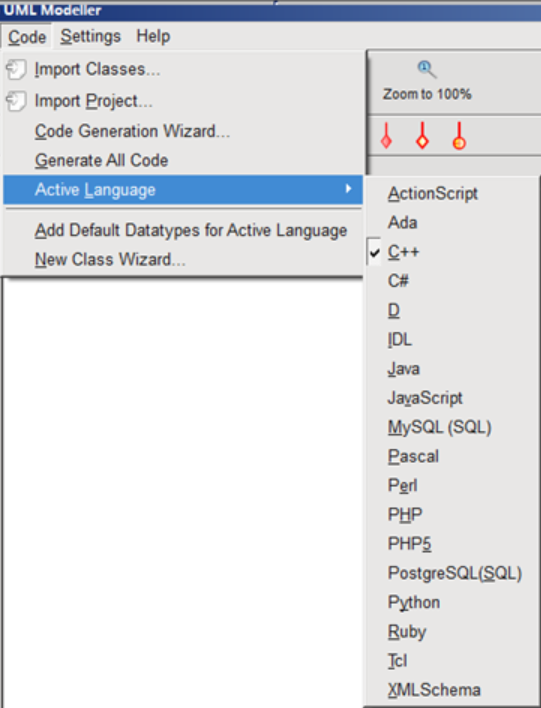 UML Modeller
Code Settings Help
Import Classes...
Import Project...
Code Generation Wizard...
Generate All Code
Active Language
Add Default Datatypes for Active Language
New Class Wizard...
Zoom to 100%
ActionScript
Ada
C++
C#
D
IDL
Java
JavaScript
MySQL (SQL)
Pascal
Perl
PHP
PHP5
PostgreSQL(SQL)
Python
Ruby
Tcl
XMLSchema